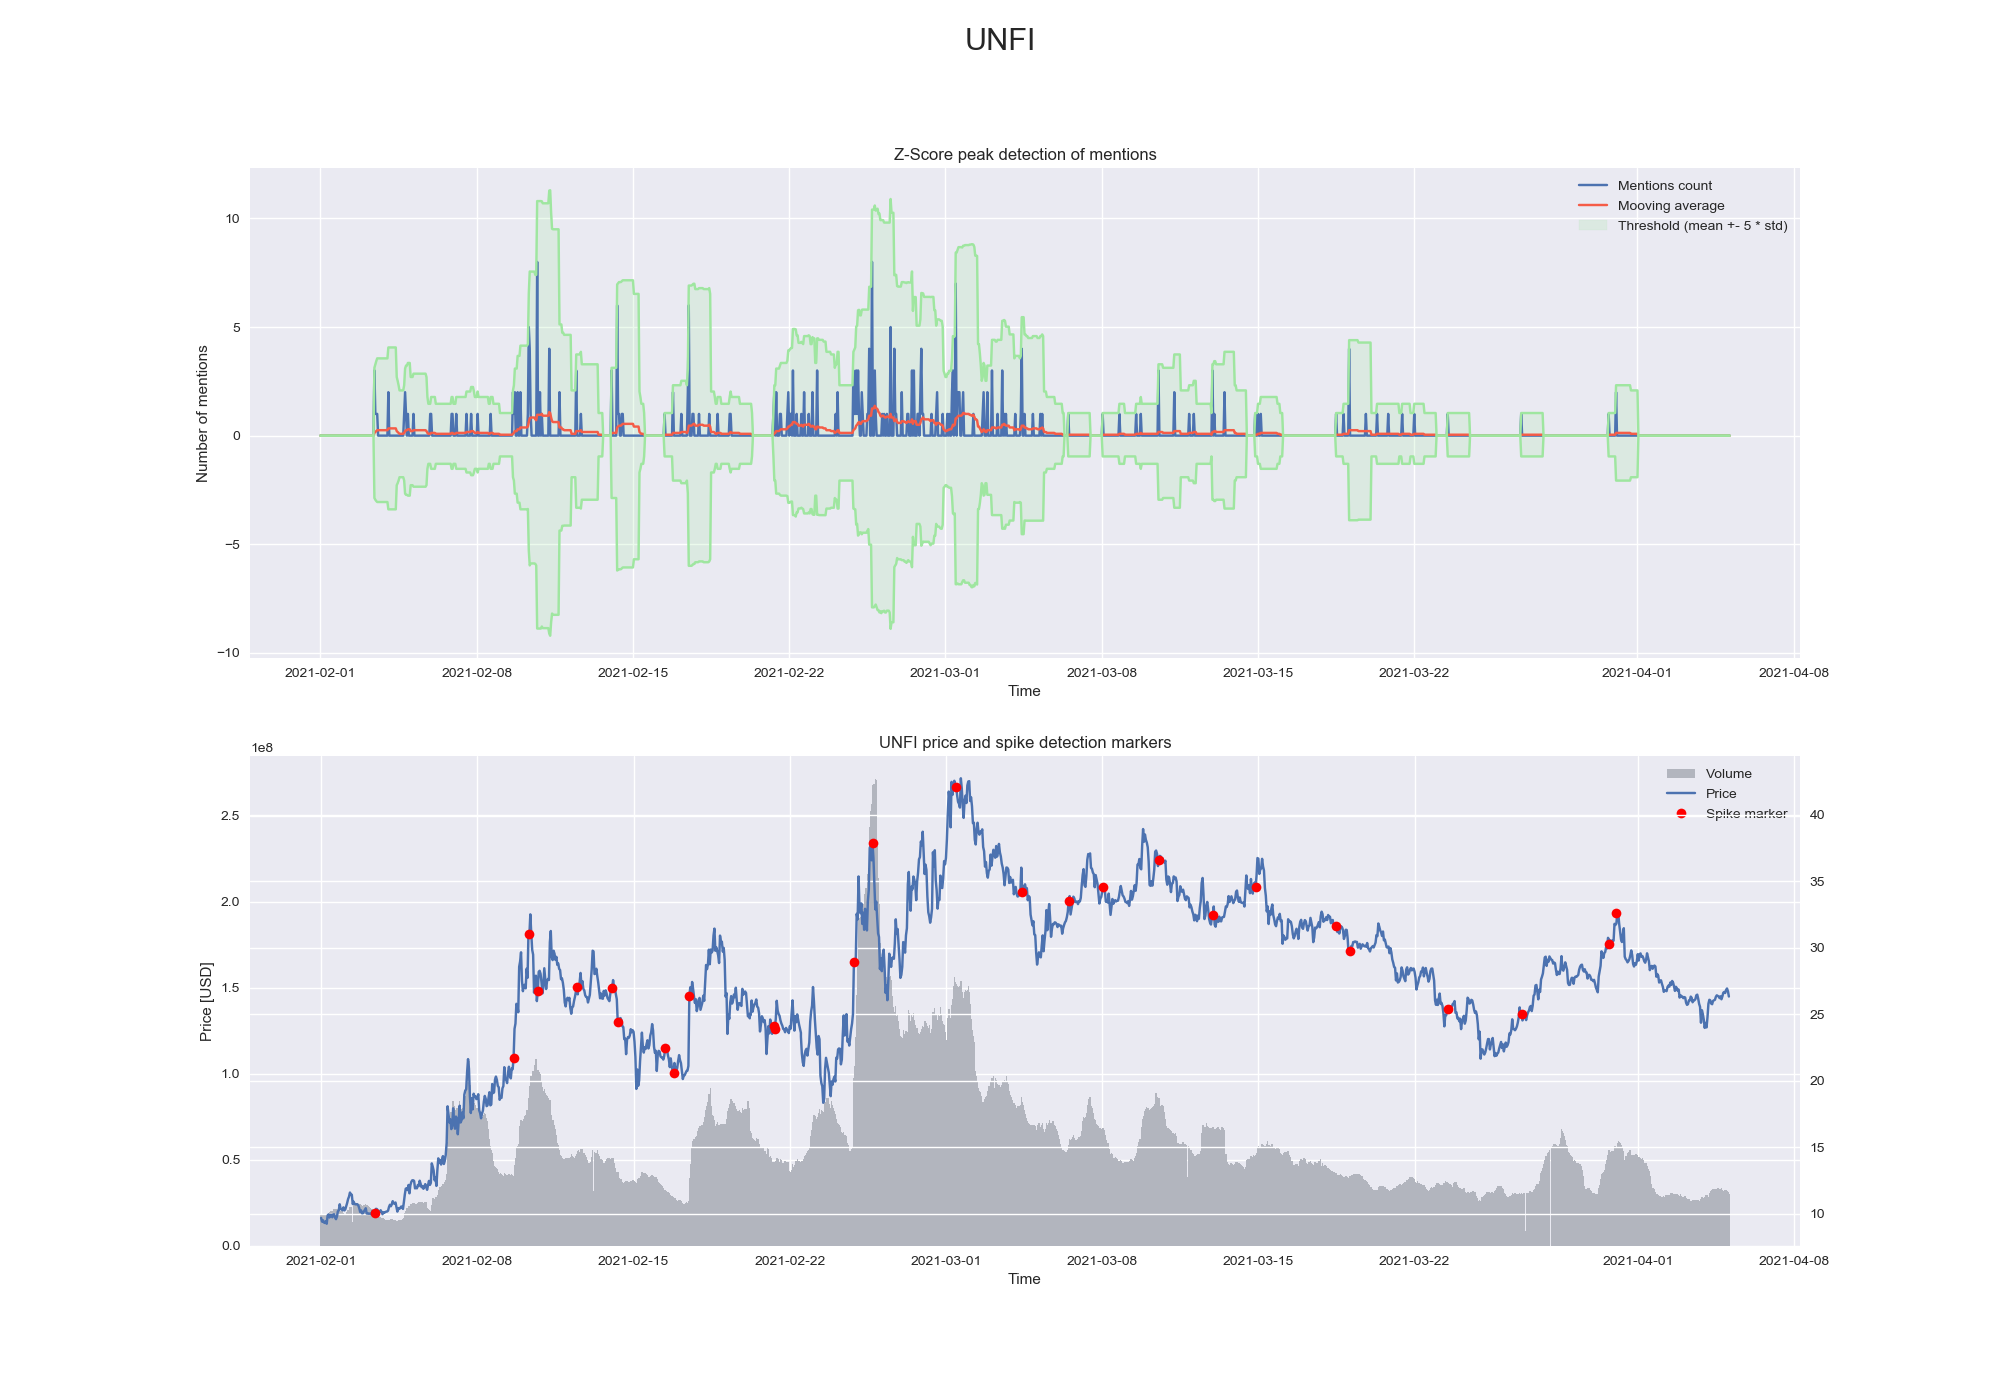 UNFI
Z-Score peak detection of mentions
Mentions count
Mooving average
Threshold (mean +- 5 * std)
Number of mentions
10
5
0
−5
−10
2021-02-01 2021-02-08 2021-02-15 2021-02-22 2021-03-01 2021-03-08 2021-03-15 2021-03-22 2021-04-01 2021-04-08
Time
UNFI price and spike detection markers
1e8
Volume
Price
Spike marker
Price [USD]
2.5
2.0
1.5
1.0
0.5
0.0
40
35
30
25
20
15
10
2021-02-01 2021-02-08 2021-02-15 2021-02-22 2021-03-01 2021-03-08 2021-03-15 2021-03-22 2021-04-01 2021-04-08
Time